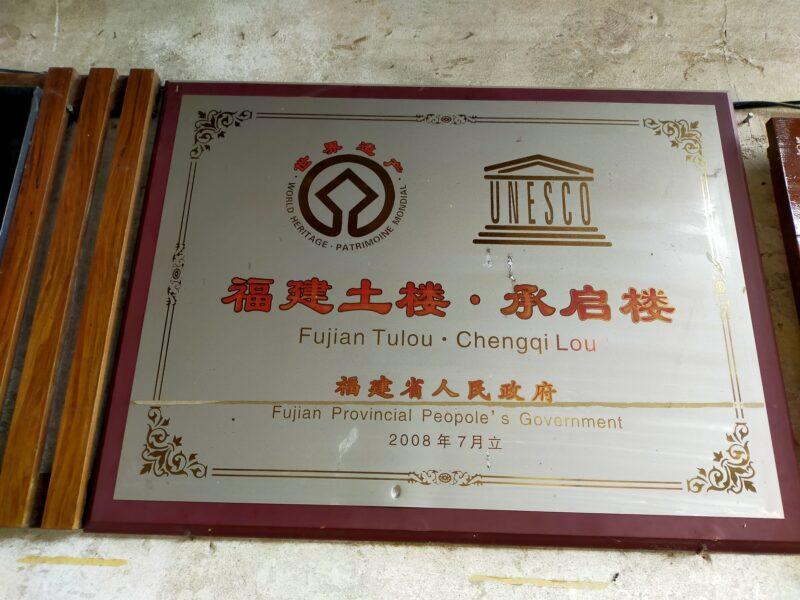 世界遗产
· WORLD HERITAGE · PATRIMOINE MONDIAL ·
UNESCO
福建土楼·承启楼
Fujian Tulou · Chengqi Lou
福建省人民政府
Fujian Provincial Peopole's Government
2008年7月立